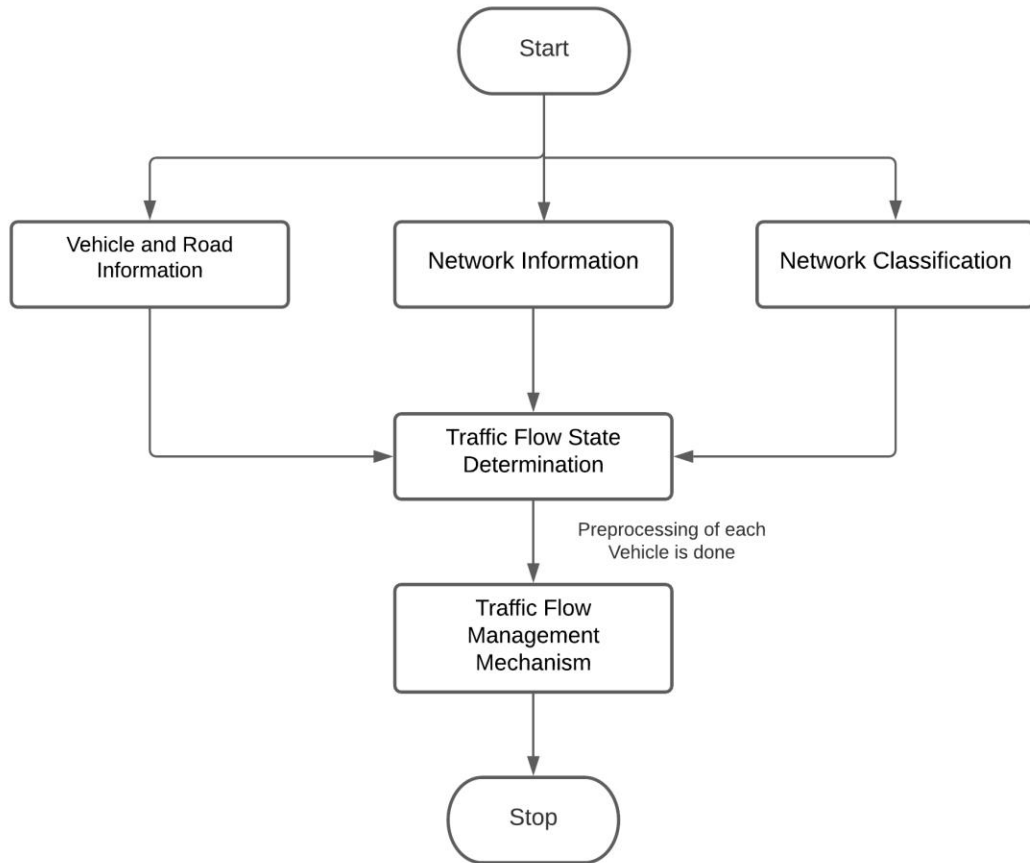 Start
Vehicle and Road
Information
Network Information
Network Classification
Traffic Flow State
Determination
Preprocessing of each
Vehicle is done
Traffic Flow
Management
Mechanism
Stop